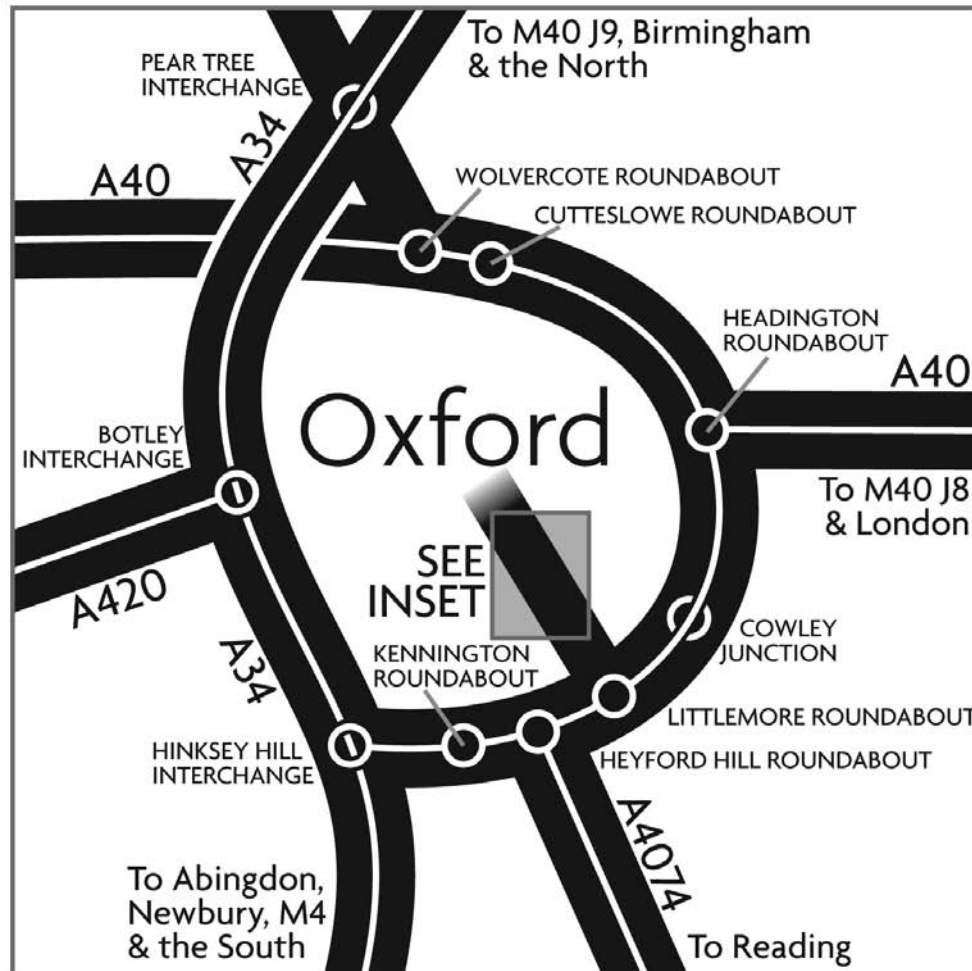 To M40 J9, Birmingham
& the North
PEAR TREE
INTERCHANGE
A34
A40
WOLVERCOTE ROUNDABOUT
CUTTESLOWE ROUNDABOUT
HEADINGTON
ROUNDABOUT
A40
Oxford
BOTLEY
INTERCHANGE
To M40 J8
& London
A420
SEE
INSET
A34
COWLEY
JUNCTION
KENNINGTON
ROUNDABOUT
LITTLEMORE ROUNDABOUT
HINKSEY HILL
INTERCHANGE
HEYFORD HILL ROUNDABOUT
A4074
To Abingdon,
Newbury, M4
& the South
To Reading